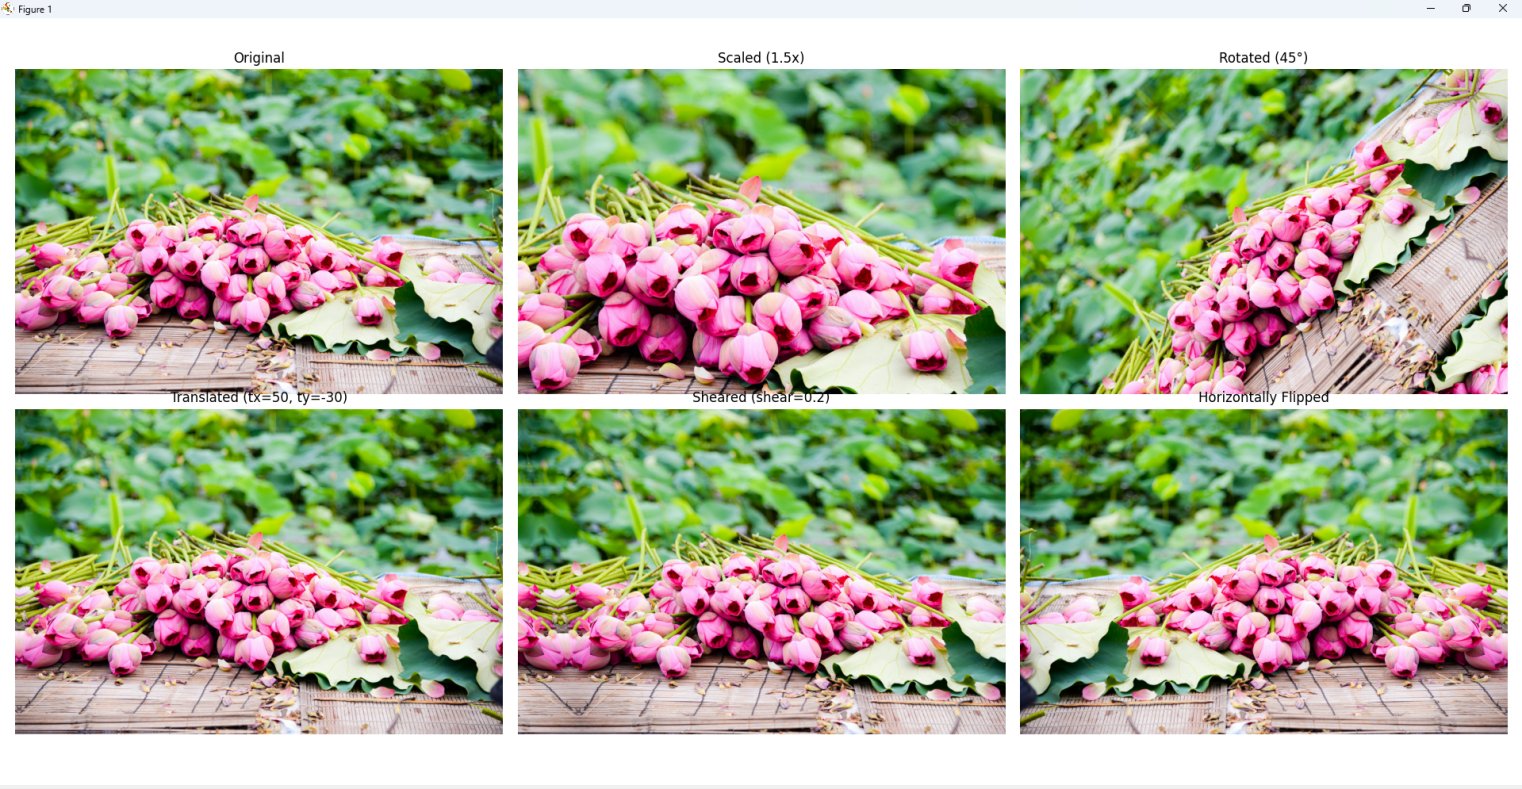 Figure 1
Original
Scaled (1.5x)
Rotated (45°)
Translated (tx=50, ty=-30)
Sheared (shear=0.2)
Horizontally Flipped